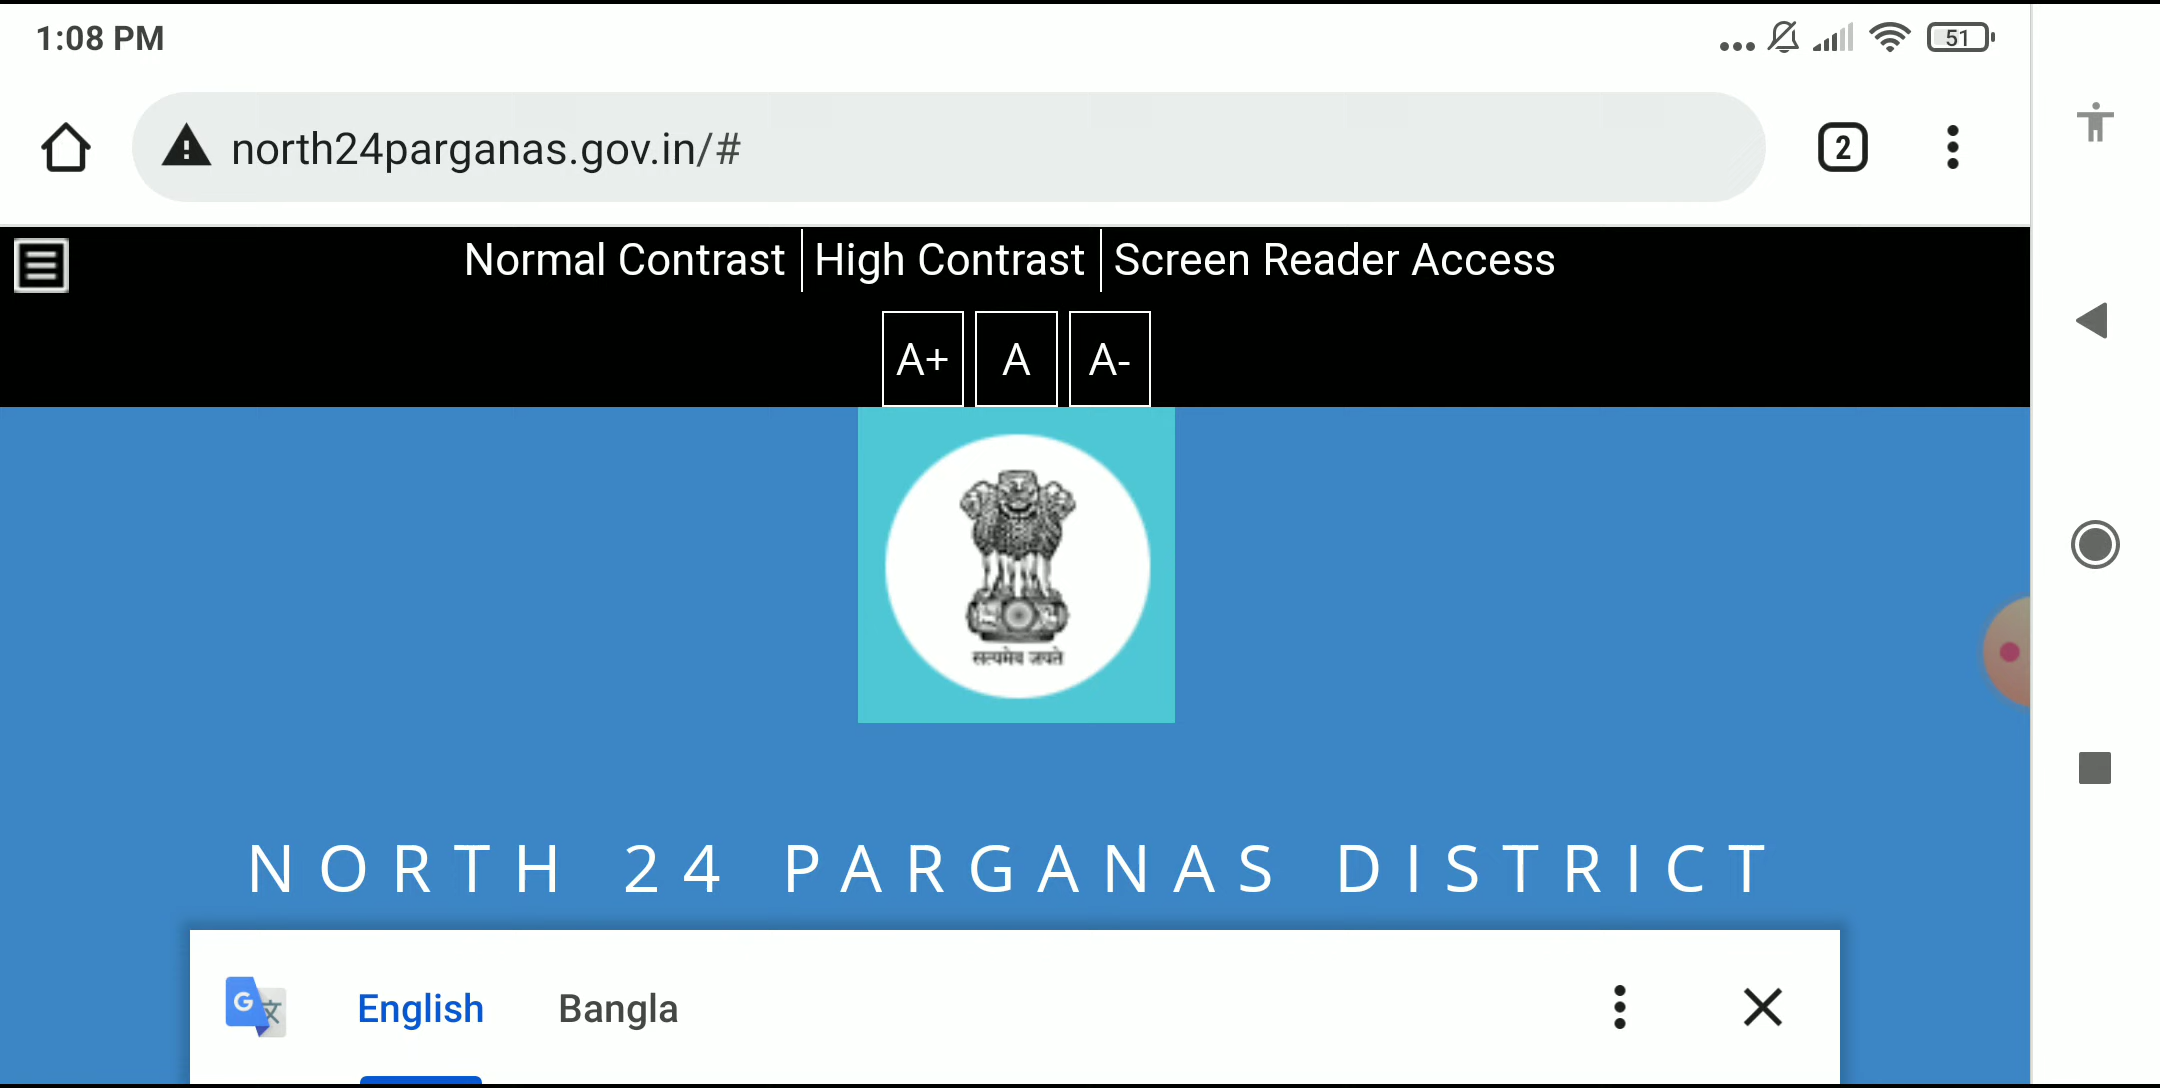 1:08 PM
51
north24parganas.gov.in/#
2
Normal Contrast
High Contrast
Screen Reader Access
A+
A
A-
सत्यमेव जयते
NORTH 24 PARGANAS DISTRICT
English
Bangla